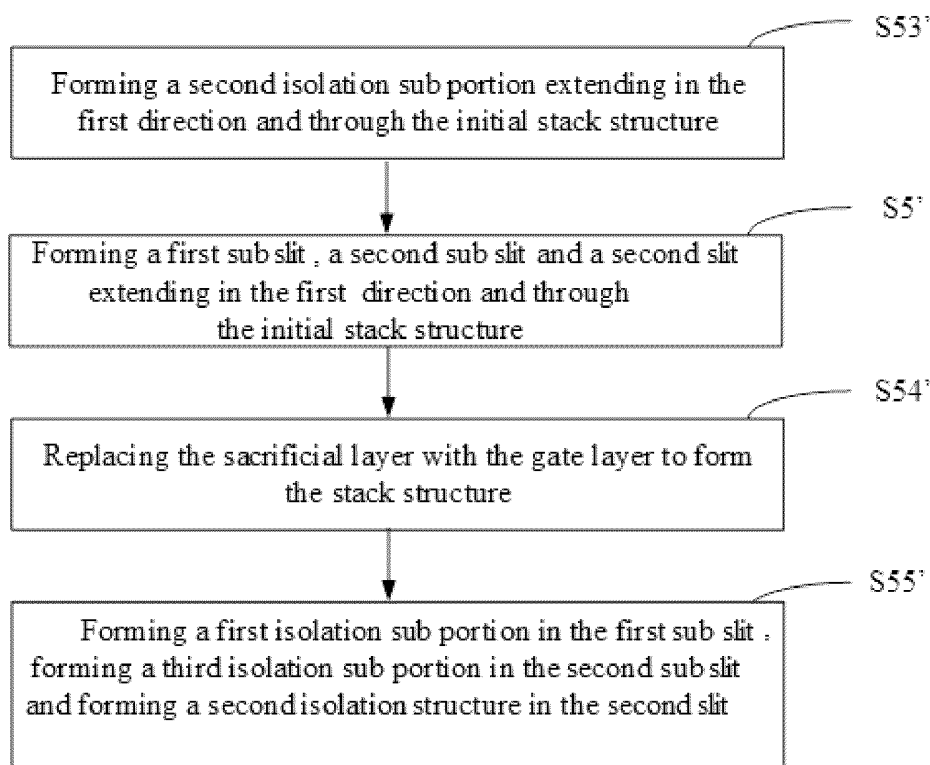 S53'
Forming a second isolation sub portion extending in the
first direction and through the initial stack structure
S5'
Forming a first sub slit , a second sub slit and a second slit
extending in the first direction and through
the initial stack structure
S54'
Replacing the sacrificial layer with the gate layer to form
the stack structure
S55'
Forming a first isolation sub portion in the first sub slit ,
forming a third isolation sub portion in the second sub slit
and forming a second isolation structure in the second slit